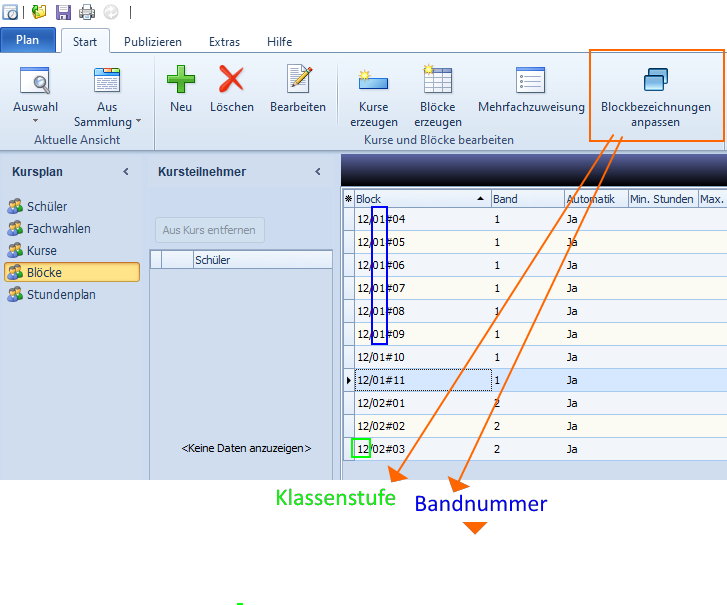 Plan Start Publizieren Extras Hilfe
Auswahl Aus Sammlung Neu Löschen Bearbeiten Kurse erzeugen Blöcke erzeugen Mehrfachzuweisung Blockbezeichnungen anpassen
Aktuelle Ansicht Kurse und Blöcke bearbeiten
Kursplan < Kursteilnehmer <
Schüler
Fachwahlen
Kurse
Blöcke
Stundenplan
Aus Kurs entfernen
Schüler
<Keine Daten anzuzeigen>
Block Band Automatik Min. Stunden Max.
12/01#04 1 Ja
12/01#05 1 Ja
12/01#06 1 Ja
12/01#07 1 Ja
12/01#08 1 Ja
12/01#09 1 Ja
12/01#10 1 Ja
12/01#11 1 Ja
12/02#01 2 Ja
12/02#02 2 Ja
12/02#03 2 Ja
Klassenstufe Bandnummer